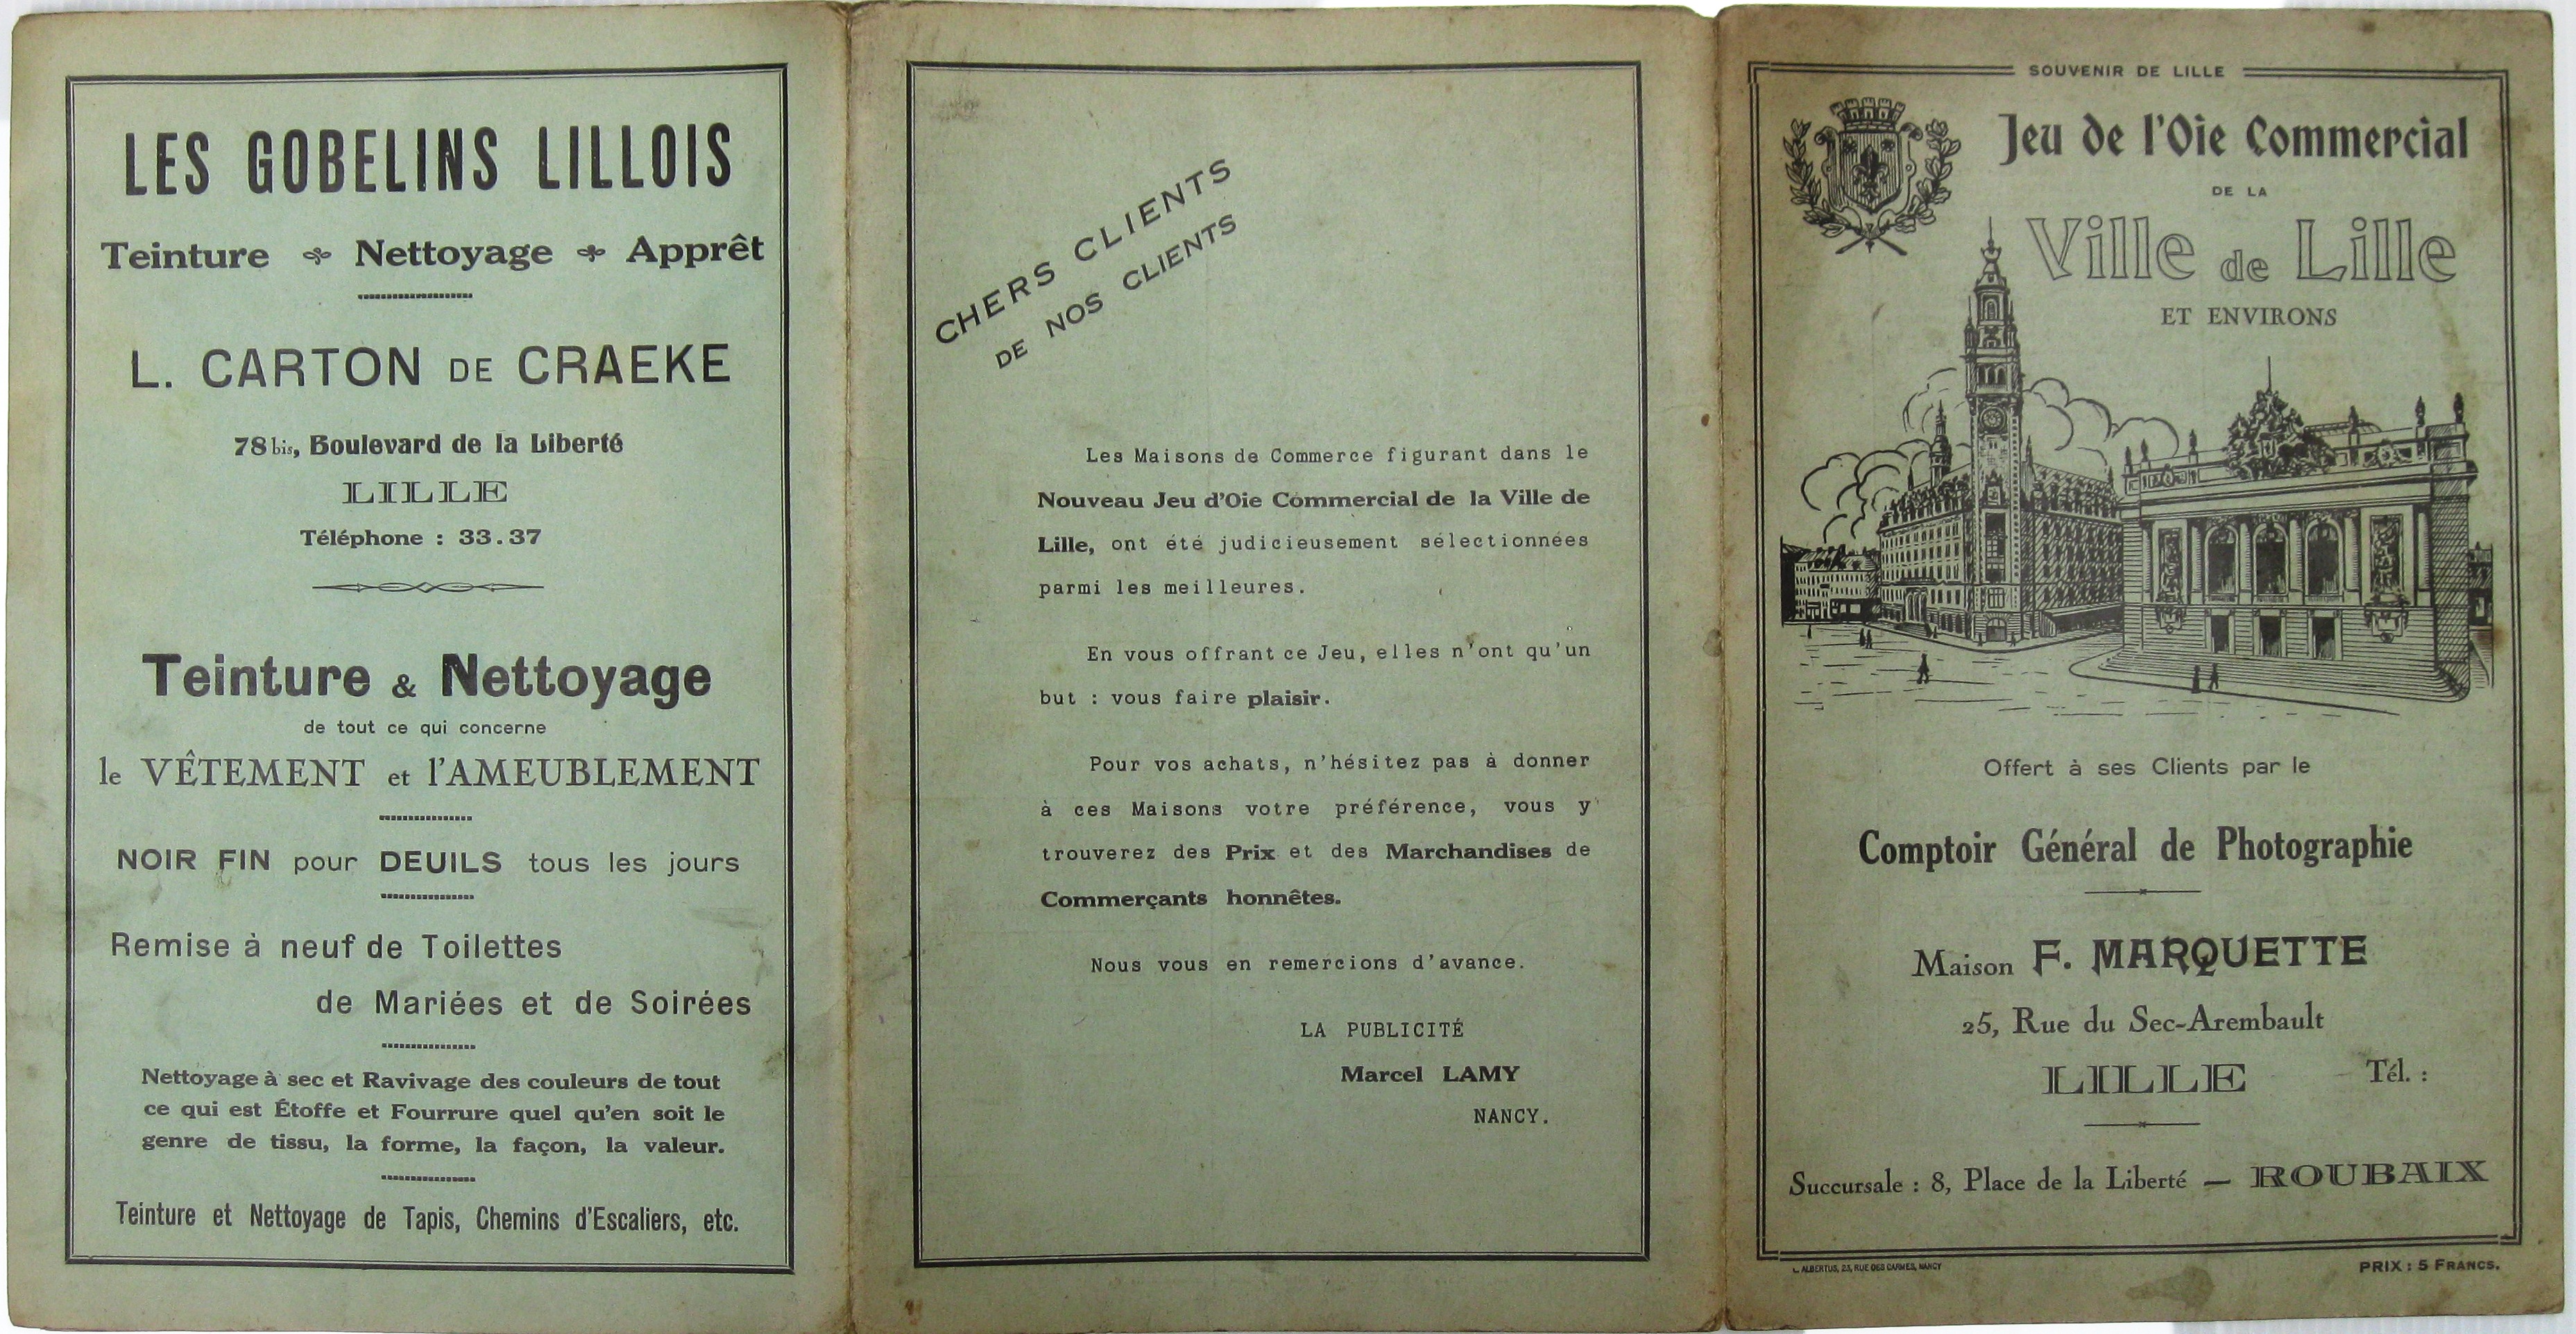 LES GOBELINS LILLOIS
Teinture Nettoyage Apprêt
L. CARTON DE CRAEKE
78 bis, Boulevard de la Liberté
LILLE
Téléphone : 33.37
Teinture & Nettoyage
de tout ce qui concerne
le VÊTEMENT et l'AMEUBLEMENT
NOIR FIN pour DEUILS tous les jours
Remise à neuf de Toilettes
de Mariées et de Soirées
Nettoyage à sec et Ravivage des couleurs de tout
ce qui est Étoffe et Fourrure quel qu'en soit le
genre de tissu, la forme, la façon, la valeur.
Teinture et Nettoyage de Tapis, Chemins d'Escaliers, etc.
CHERS CLIENTS
DE NOS CLIENTS
Les Maisons de Commerce figurant dans le
Nouveau Jeu d'Oie Commercial de la Ville de
Lille, ont été judicieusement sélectionnées
parmi les meilleures.
En vous offrant ce Jeu, elles n'ont qu'un
but : vous faire plaisir.
Pour vos achats, n'hésitez pas à donner
à ces Maisons votre préférence, vous y
trouverez des Prix et des Marchandises de
Commerçants honnêtes.
Nous vous en remercions d'avance.
LA PUBLICITÉ
Marcel LAMY
NANCY.
SOUVENIR DE LILLE
Jeu de l'Oie Commercial
DE LA
Ville de Lille
ET ENVIRONS
Offert à ses Clients par le
Comptoir Général de Photographie
Maison F. MARQUETTE
25, Rue du Sec-Arembault
LILLE Tél. :
Succursale : 8, Place de la Liberté — ROUBAIX
L. ALBERTUS, 23, RUE DES CARMES, NANCY
PRIX : 5 FRANCS.